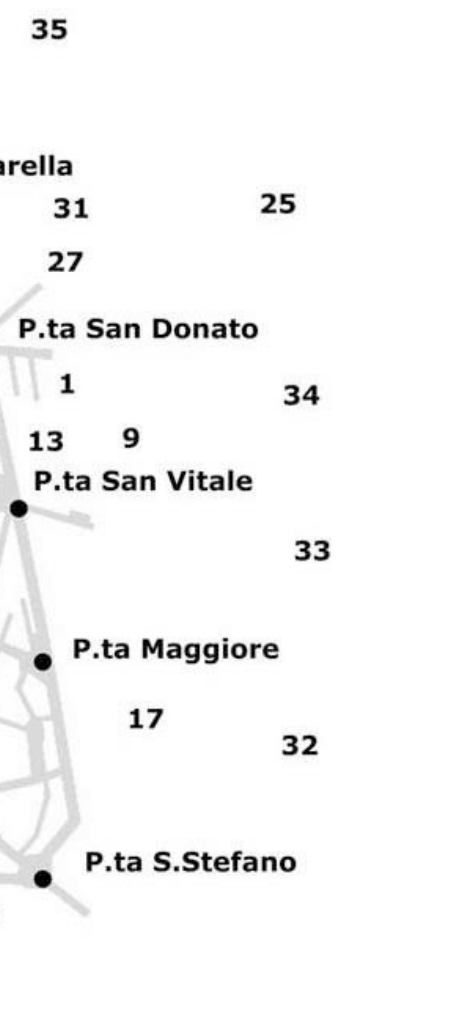 35
arella
31
25
27
P.ta San Donato
1
34
13
9
P.ta San Vitale
33
P.ta Maggiore
17
32
P.ta S.Stefano